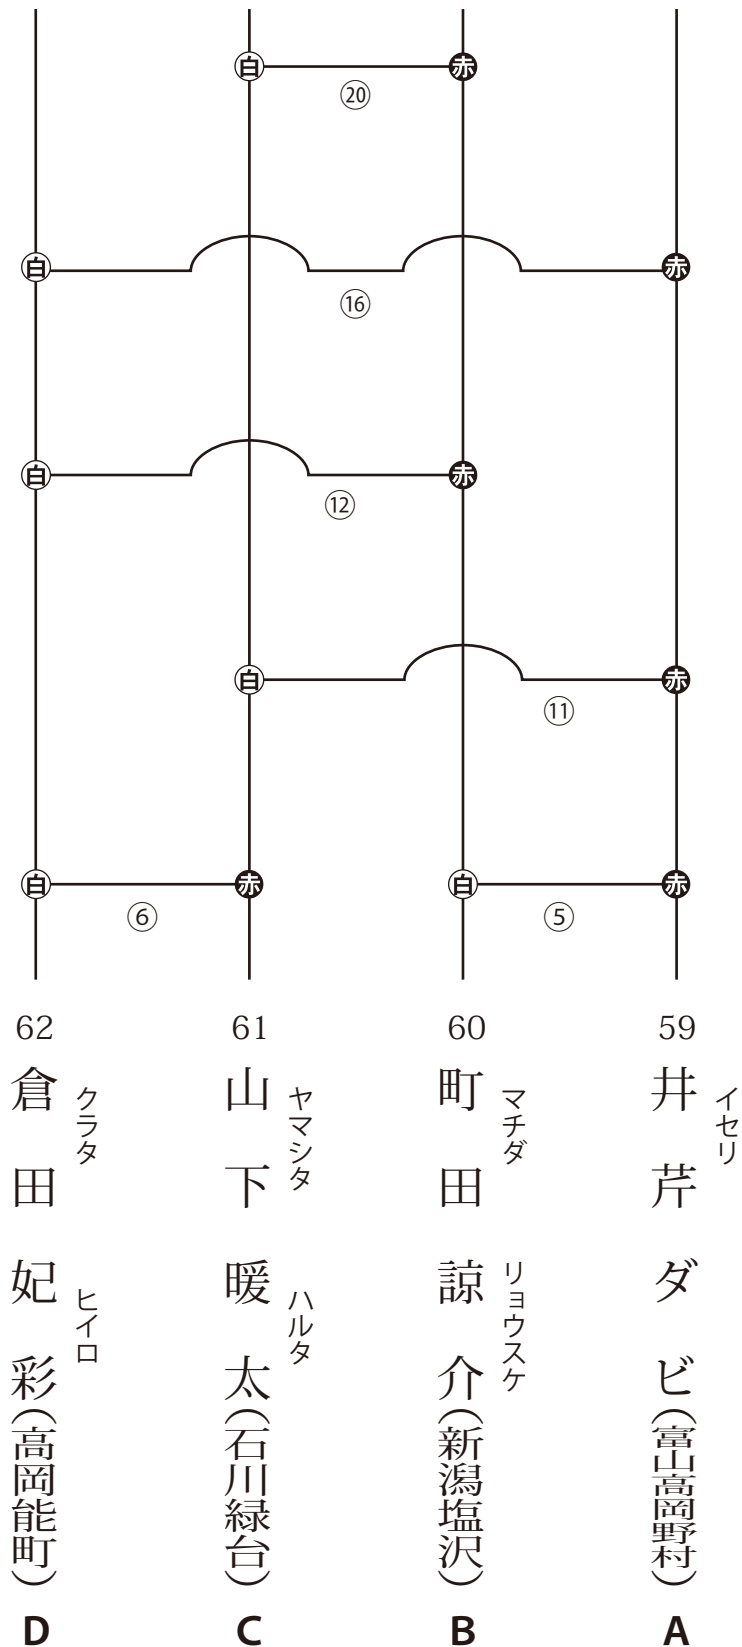 白 赤
⑳
白 赤
⑯
白 赤
⑫
白 赤
⑪
白 赤 白 赤
⑥ ⑤
59
井芹ダビ(富山高岡野村)
イセリ
A
60
町田諒介(新潟塩沢)
マチダ リョウスケ
B
61
山下暖太(石川緑台)
ヤマシタ ハルタ
C
62
倉田妃彩(高岡能町)
クラタ ヒイロ
D